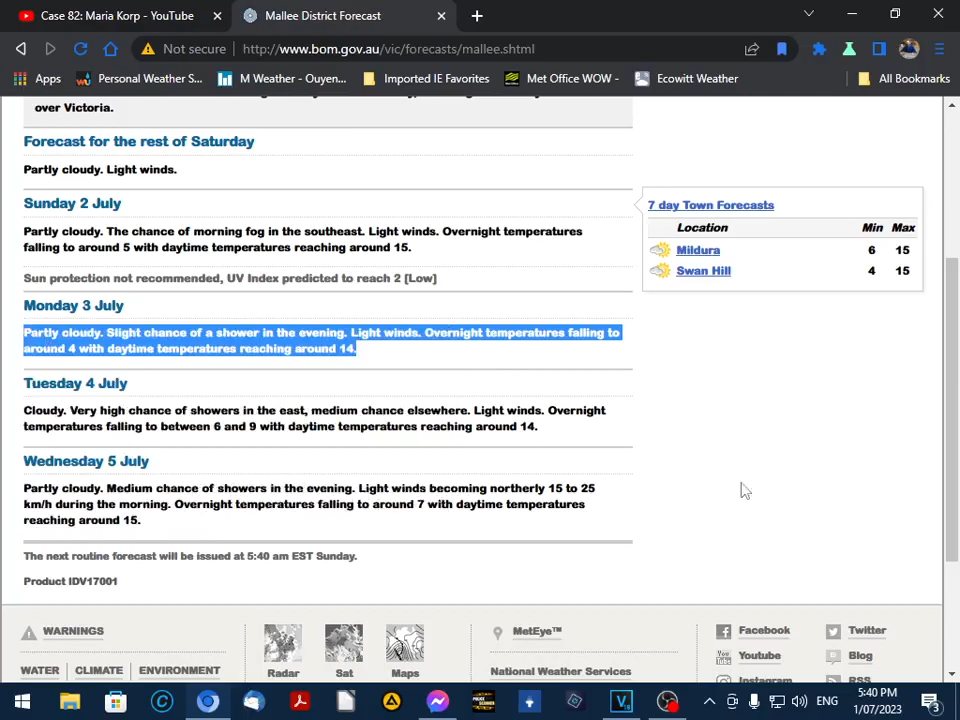 Case 82: Maria Korp - YouTube
Mallee District Forecast
Not secure
http://www.bom.gov.au/vic/forecasts/mallee.shtml
Apps
Personal Weather S...
M Weather - Ouyen...
Imported IE Favorites
Met Office WOW -
Ecowitt Weather
All Bookmarks
over Victoria.
Forecast for the rest of Saturday
Partly cloudy. Light winds.
Sunday 2 July
Partly cloudy. The chance of morning fog in the southeast. Light winds. Overnight temperatures
falling to around 5 with daytime temperatures reaching around 15.
Sun protection not recommended, UV Index predicted to reach 2 [Low]
7 day Town Forecasts
Location Min Max
Mildura 6 15
Swan Hill 4 15
Monday 3 July
Partly cloudy. Slight chance of a shower in the evening. Light winds. Overnight temperatures falling to
around 4 with daytime temperatures reaching around 14.
Tuesday 4 July
Cloudy. Very high chance of showers in the east, medium chance elsewhere. Light winds. Overnight
temperatures falling to between 6 and 9 with daytime temperatures reaching around 14.
Wednesday 5 July
Partly cloudy. Medium chance of showers in the evening. Light winds becoming northerly 15 to 25
km/h during the morning. Overnight temperatures falling to around 7 with daytime temperatures
reaching around 15.
The next routine forecast will be issued at 5:40 am EST Sunday.
Product IDV17001
WARNINGS
WATER CLIMATE ENVIRONMENT
Radar Sat Maps
MetEye™
National Weather Services
Facebook Twitter
Youtube Blog
Instagram RSS
ENG
5:40 PM
1/07/2023
3